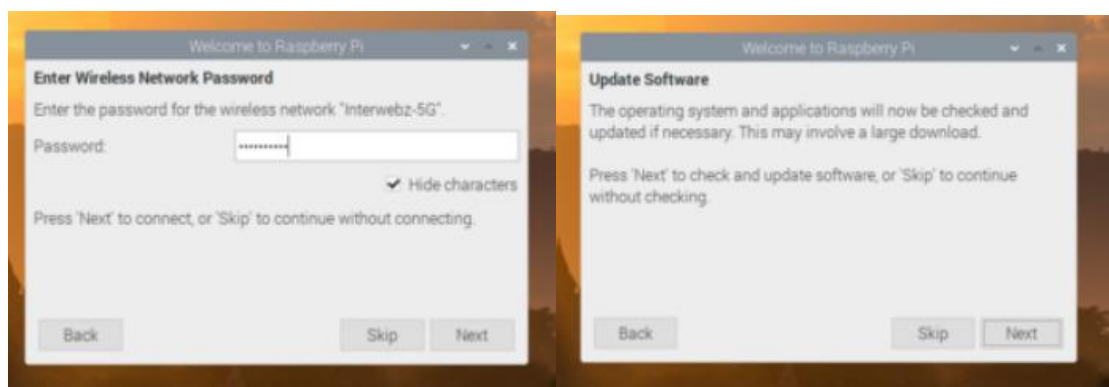 Welcome to Raspberry Pi
Enter Wireless Network Password
Enter the password for the wireless network "Interwebz-5G".
Password:
Hide characters
Press 'Next' to connect, or 'Skip' to continue without connecting.
Back
Skip
Next
Welcome to Raspberry Pi
Update Software
The operating system and applications will now be checked and
updated if necessary. This may involve a large download.
Press 'Next' to check and update software, or 'Skip' to continue
without checking.
Back
Skip
Next